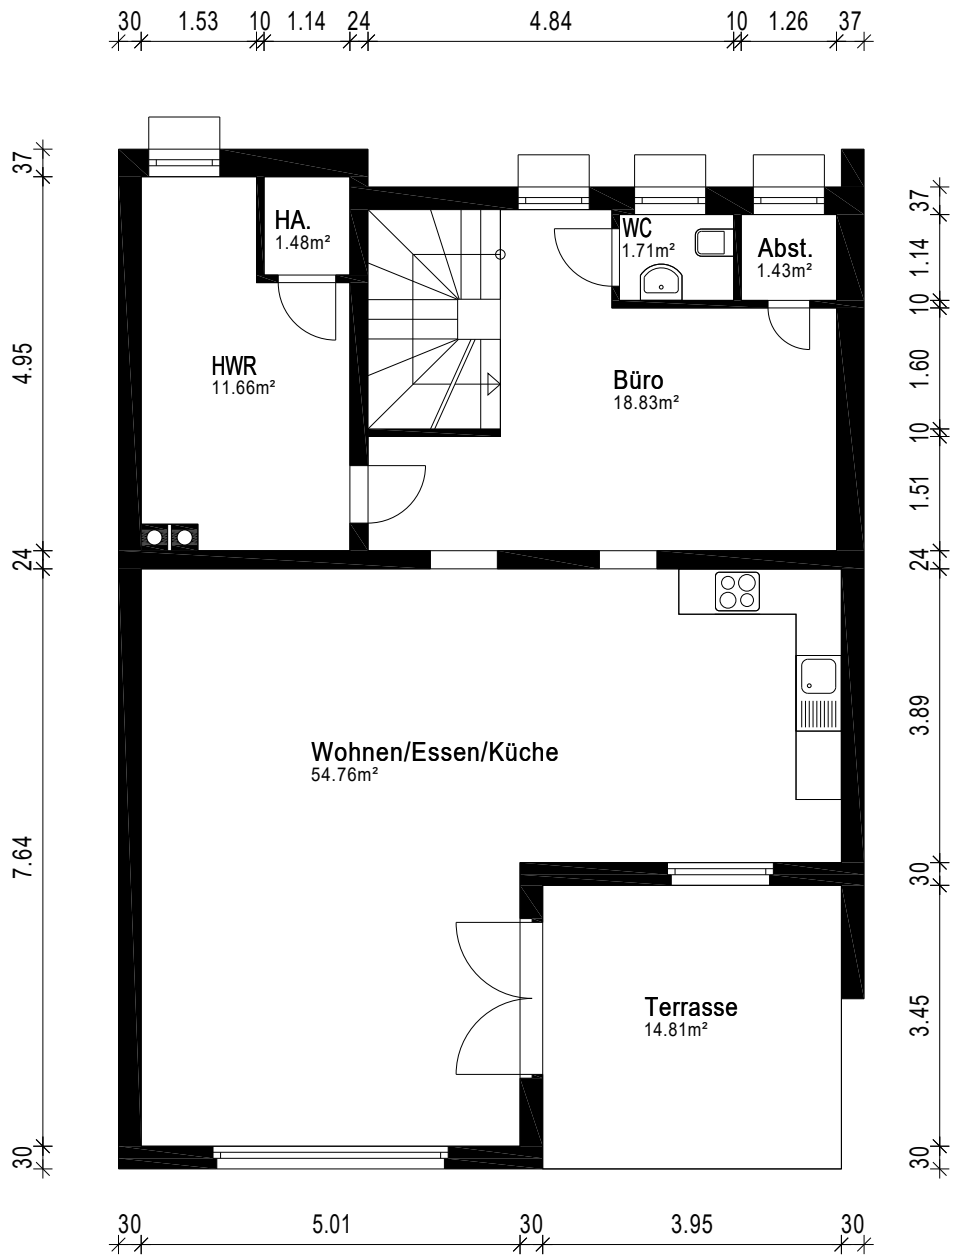 30 1.53 10 1.14 24 4.84 10 1.26 37
37
4.95
24
7.64
30
HA.
1.48m²
WC
1.71m²
Abst.
1.43m²
HWR
11.66m²
Büro
18.83m²
Wohnen/Essen/Küche
54.76m²
Terrasse
14.81m²
37
1.14
10
1.60
10
1.51
24
3.89
30
3.45
30
30 5.01 30 3.95 30